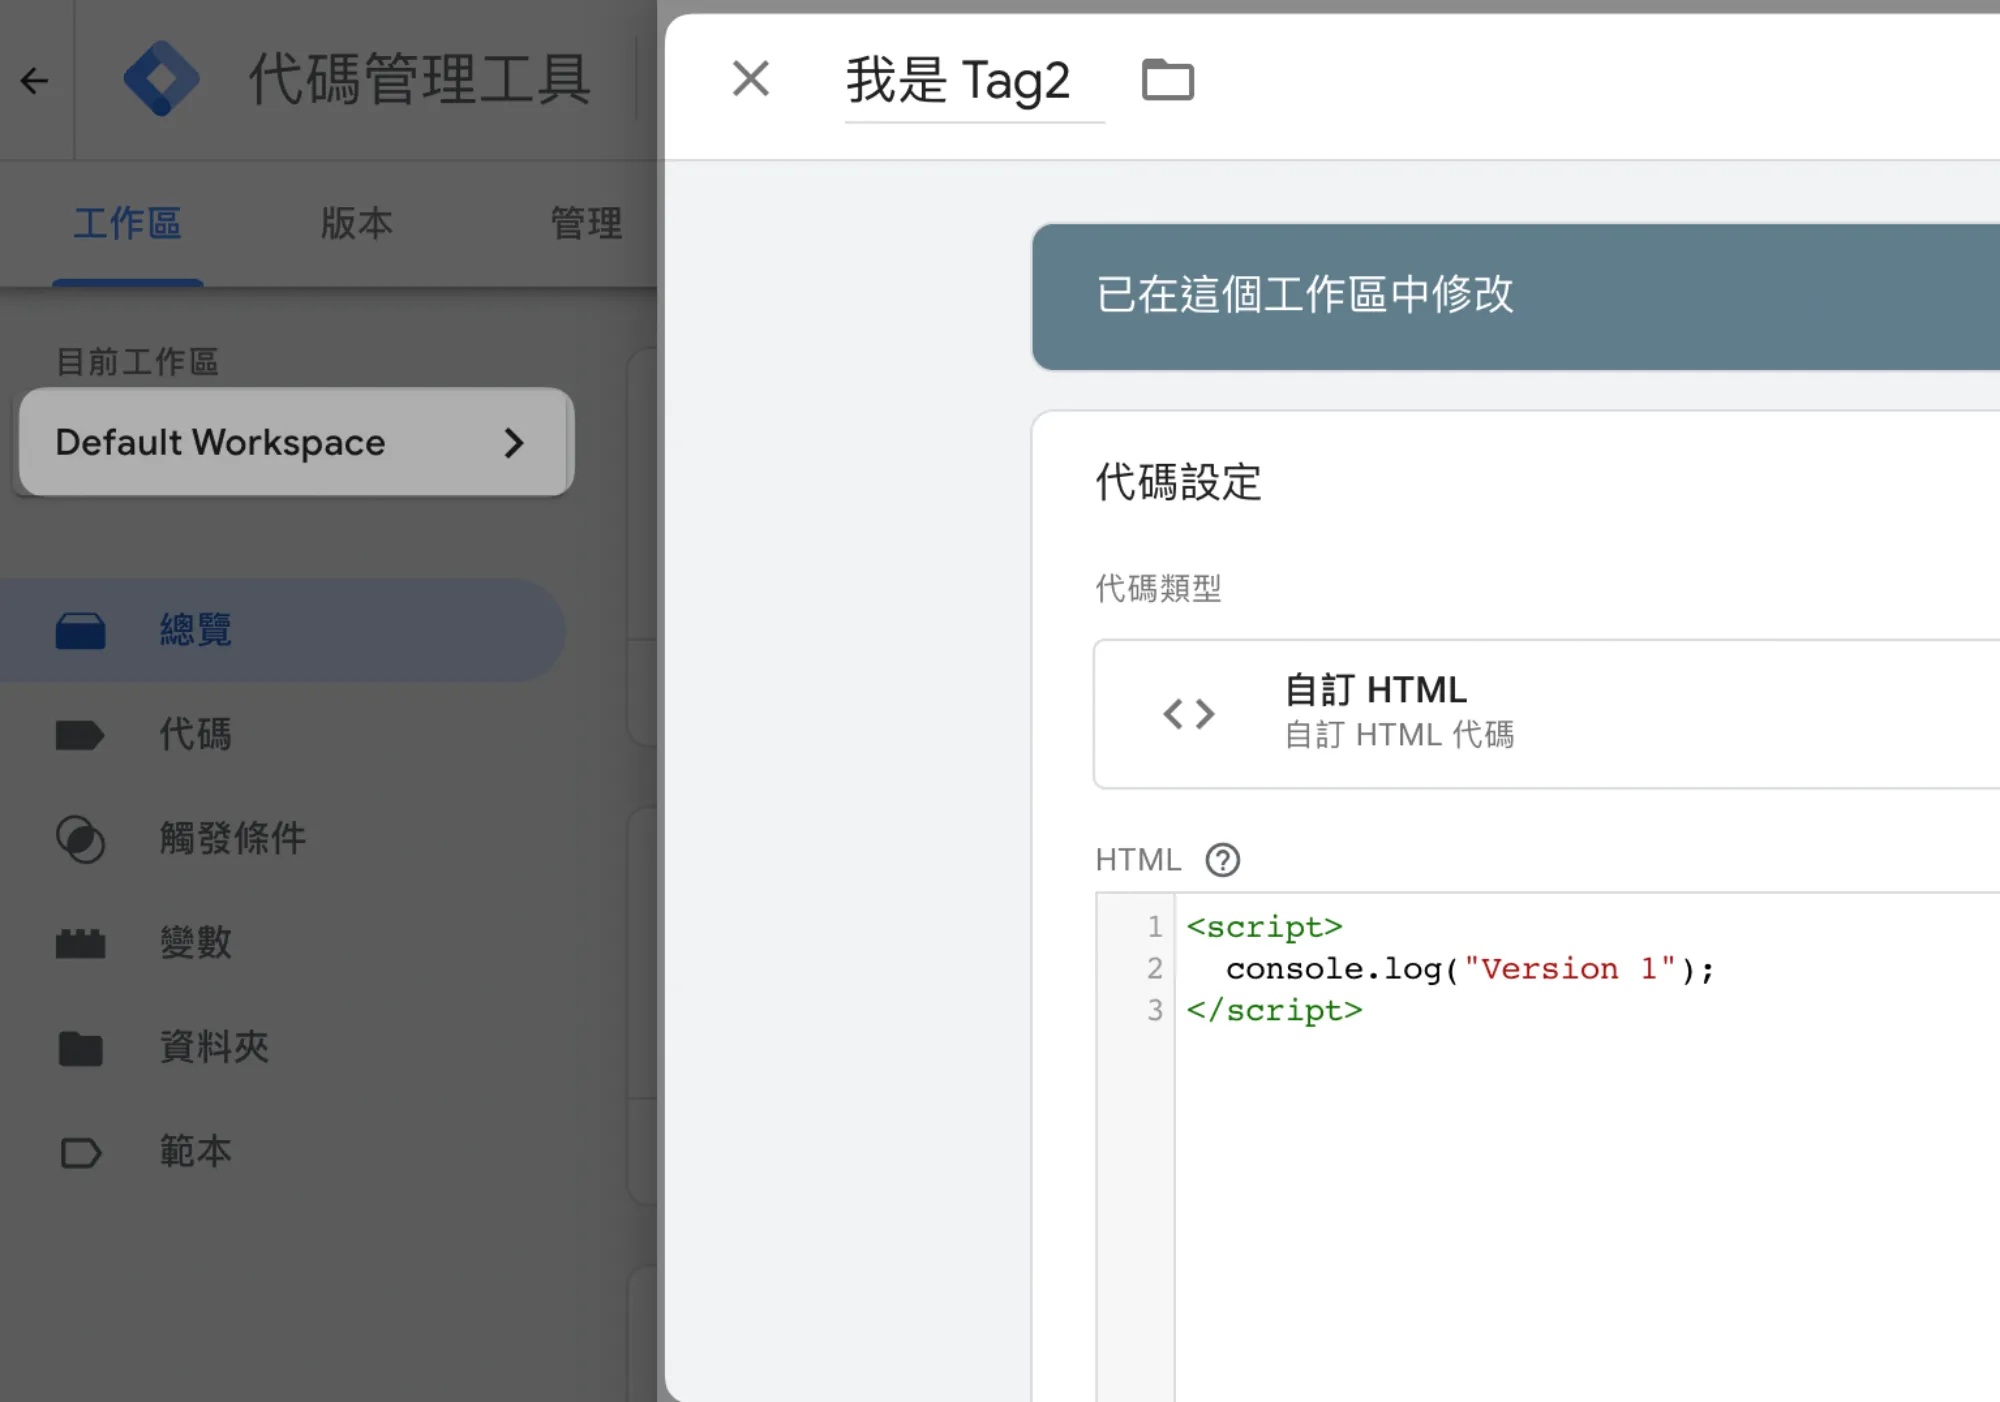 代碼管理工具
工作區
版本
管理
目前工作區
Default Workspace
總覽
代碼
觸發條件
變數
資料夾
範本
我是 Tag2
已在這個工作區中修改
代碼設定
代碼類型
自訂 HTML
自訂 HTML 代碼
HTML
1 <script>
2 console.log("Version 1");
3 </script>